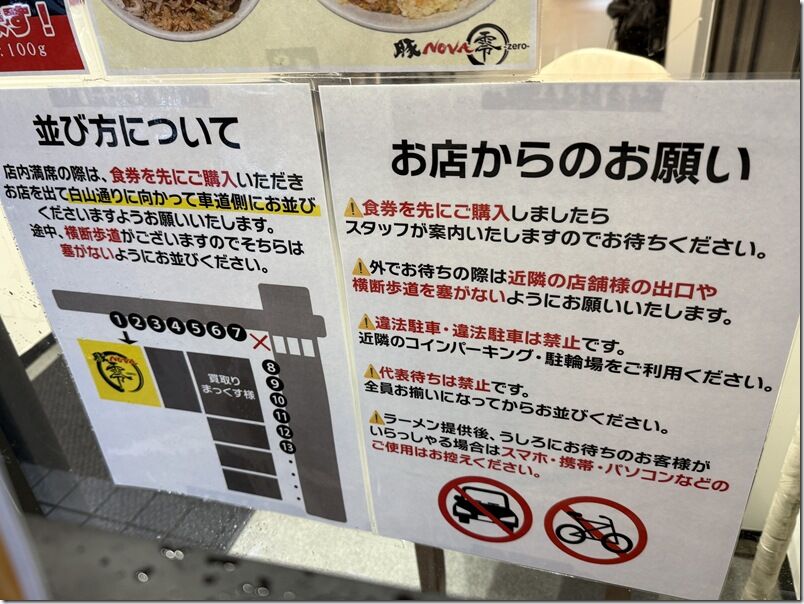 す！
100g
豚NOVA 零 -zero-
並び方について
店内満席の際は、食券を先にご購入いただき
お店を出て白山通りに向かって車道側にお並び
くださいますようお願いいたします。
途中、横断歩道がございますのでそちらは
塞がないようにお並びください。
1 2 3 4 5 6 7 ×
豚NOVA 零
買取り
まっくす様
8
9
10
11
12
13
お店からのお願い
⚠食券を先にご購入しましたら
スタッフが案内いたしますのでお待ちください。
⚠外でお待ちの際は近隣の店舗様の出口や
横断歩道を塞がないようにお願いいたします。
⚠違法駐車・違法駐車は禁止です。
近隣のコインパーキング・駐輪場をご利用ください。
⚠代表待ちは禁止です。
全員お揃いになってからお並びください。
⚠ラーメン提供後、うしろにお待ちのお客様が
いらっしゃる場合はスマホ・携帯・パソコンなどの
ご使用はお控えください。